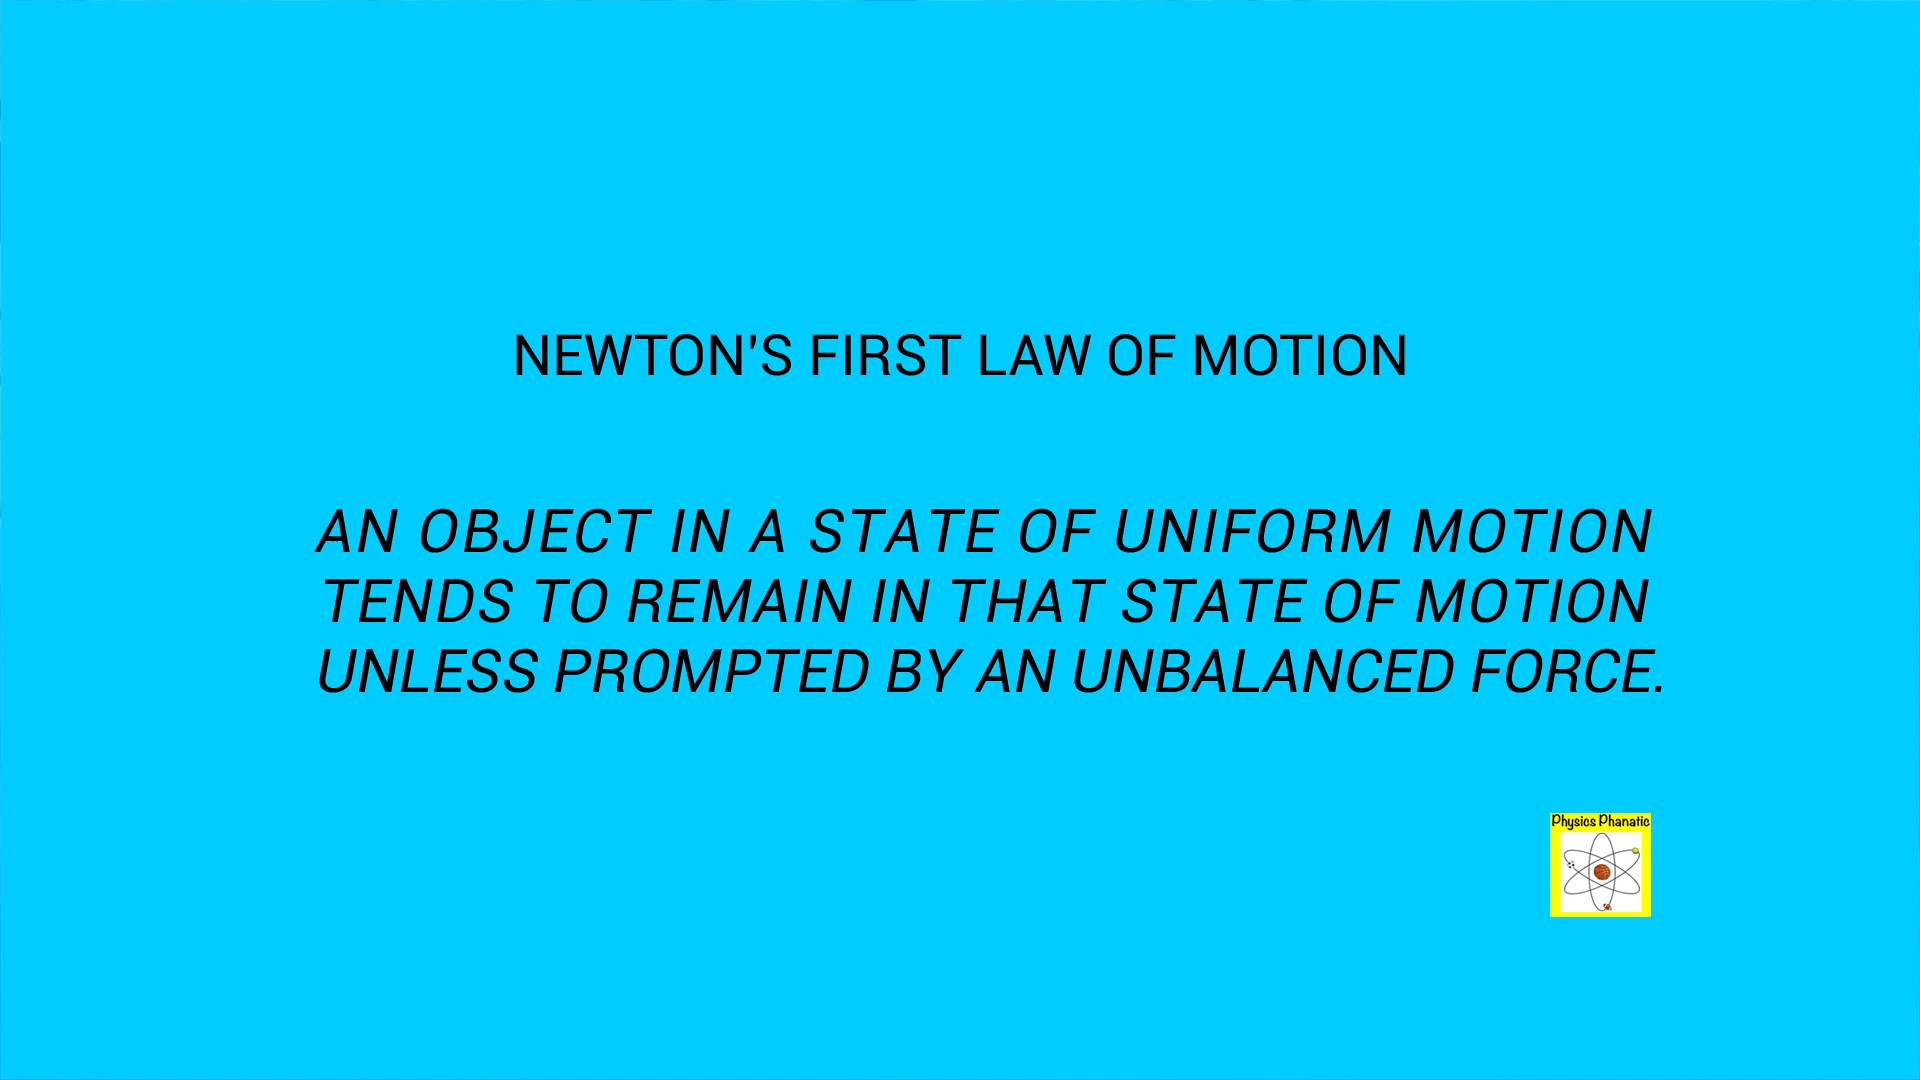 NEWTON'S FIRST LAW OF MOTION
AN OBJECT IN A STATE OF UNIFORM MOTION
TENDS TO REMAIN IN THAT STATE OF MOTION
UNLESS PROMPTED BY AN UNBALANCED FORCE.
Physics Phanatic